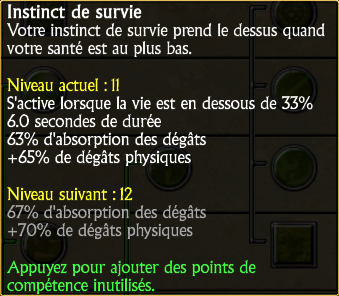 Instinct de survie
Votre instinct de survie prend le dessus quand
votre santé est au plus bas.
Niveau actuel : 11
S'active lorsque la vie est en dessous de 33%
6.0 secondes de durée
63% d'absorption des dégâts
+65% de dégâts physiques
Niveau suivant : 12
67% d'absorption des dégâts
+70% de dégâts physiques
Appuyez pour ajouter des points de
compétence inutilisés.